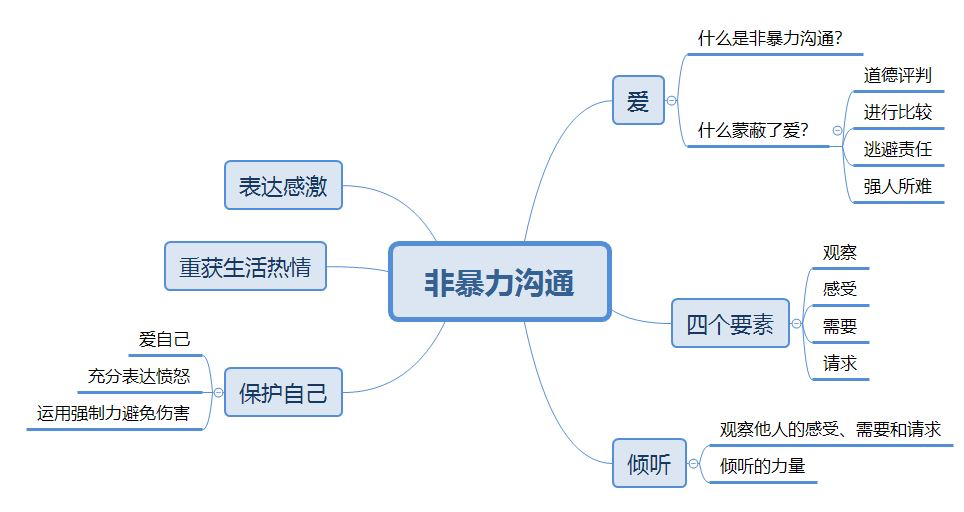 非暴力沟通
爱
什么是非暴力沟通？
什么蒙蔽了爱？
道德评判
进行比较
逃避责任
强人所难
四个要素
观察
感受
需要
请求
倾听
观察他人的感受、需要和请求
倾听的力量
保护自己
爱自己
充分表达愤怒
运用强制力避免伤害
重获生活热情
表达感激